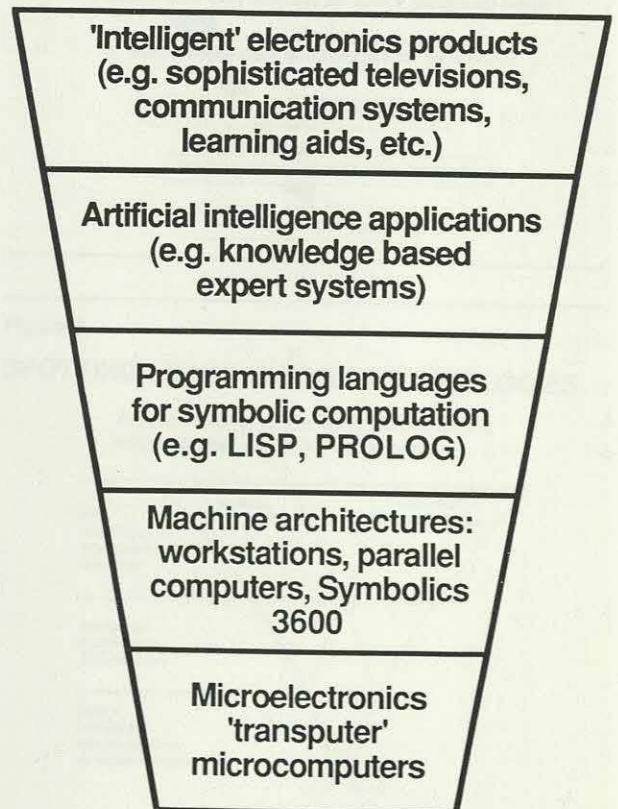 'Intelligent' electronics products
(e.g. sophisticated televisions,
communication systems,
learning aids, etc.)
Artificial intelligence applications
(e.g. knowledge based
expert systems)
Programming languages
for symbolic computation
(e.g. LISP, PROLOG)
Machine architectures:
workstations, parallel
computers, Symbolics
3600
Microelectronics
'transputer'
microcomputers